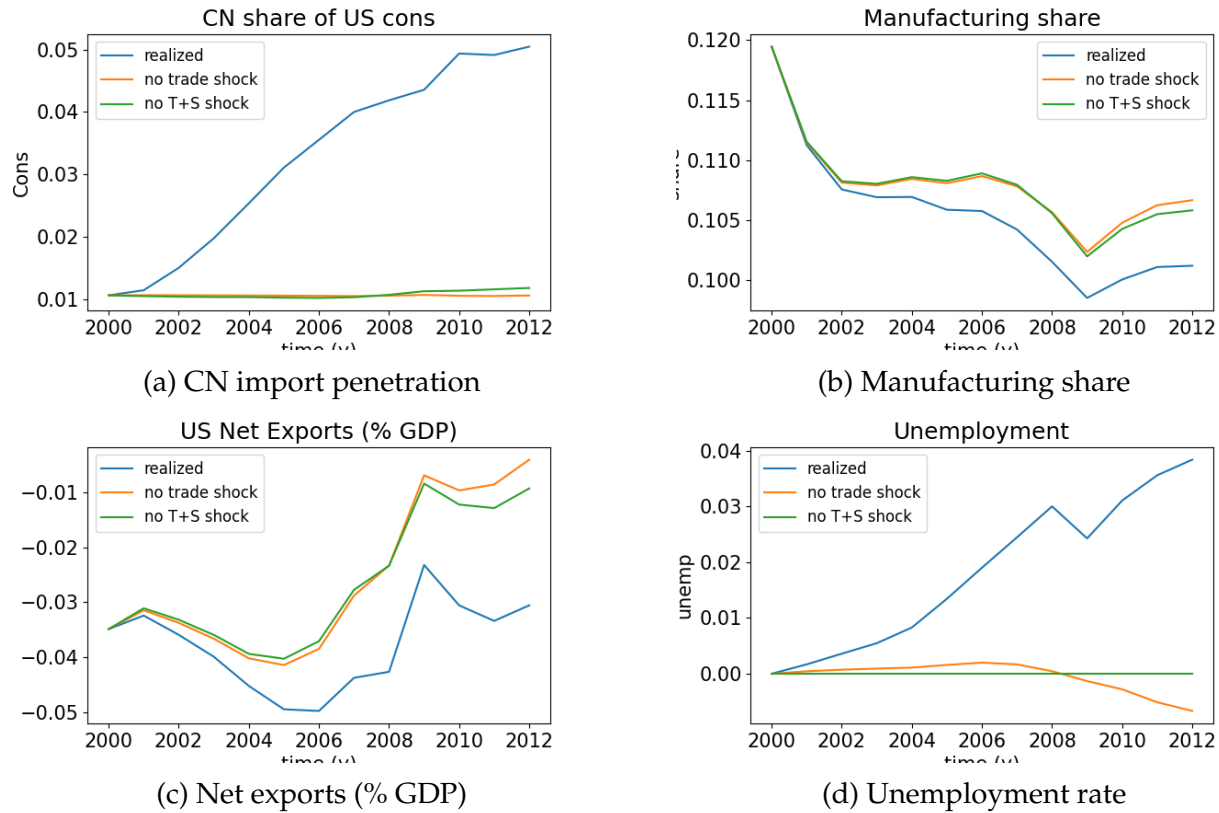 CN share of US cons
0.05
0.04
0.03
0.02
0.01
Cons
realized
no trade shock
no T+S shock
2000 2002 2004 2006 2008 2010 2012
time (y)
(a) CN import penetration
Manufacturing share
0.120
0.115
0.110
0.105
0.100
share
realized
no trade shock
no T+S shock
2000 2002 2004 2006 2008 2010 2012
time (y)
(b) Manufacturing share
US Net Exports (% GDP)
−0.01
−0.02
−0.03
−0.04
−0.05
realized
no trade shock
no T+S shock
2000 2002 2004 2006 2008 2010 2012
time (y)
(c) Net exports (% GDP)
Unemployment
0.04
0.03
0.02
0.01
0.00
unemp
realized
no trade shock
no T+S shock
2000 2002 2004 2006 2008 2010 2012
time (y)
(d) Unemployment rate